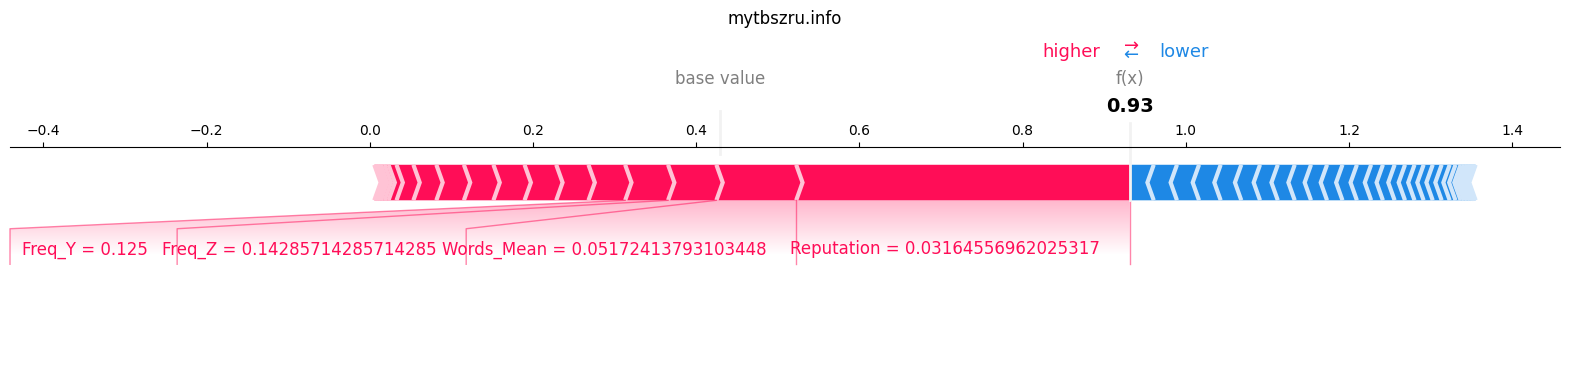 mytbszru.info
higher ⇄ lower
base value f(x)
0.93
−0.4 −0.2 0.0 0.2 0.4 0.6 0.8 1.0 1.2 1.4
Freq_Y = 0.125 Freq_Z = 0.14285714285714285 Words_Mean = 0.05172413793103448 Reputation = 0.03164556962025317